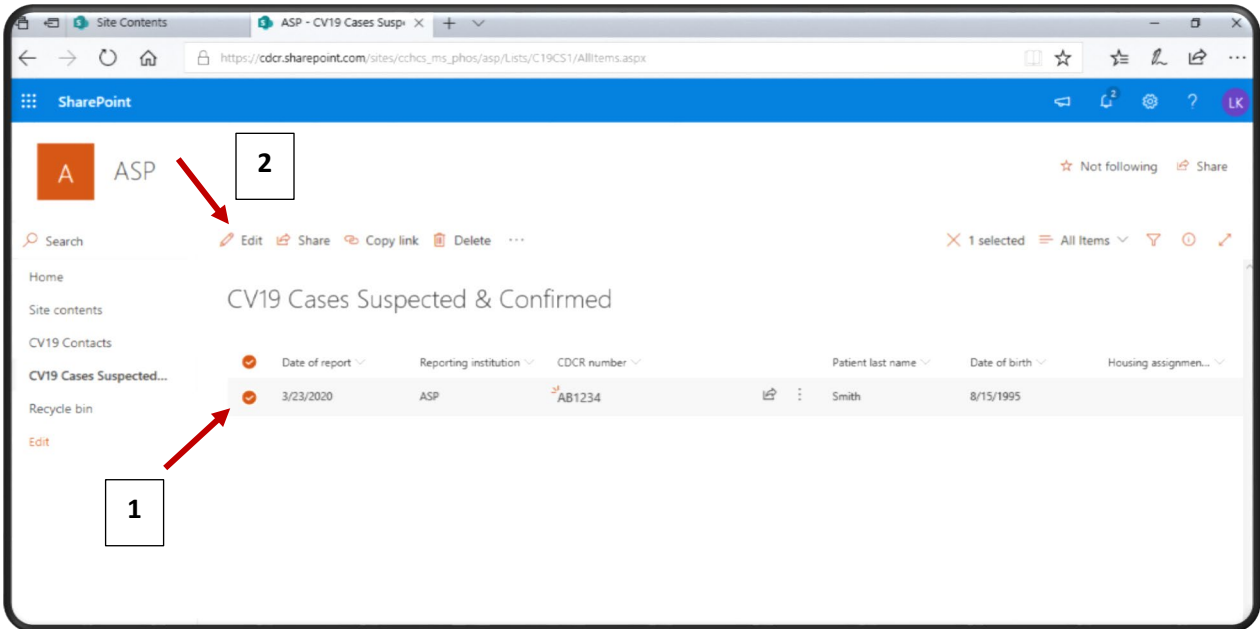 Site Contents
ASP - CV19 Cases Susp
https://cdcr.sharepoint.com/sites/cchcs_ms_phos/asp/Lists/C19CS1/AllItems.aspx
SharePoint
2
?
LK
A
ASP
2
Not following
Share
Search
Edit
Share
Copy link
Delete
...
1 selected
All Items
Home
Site contents
CV19 Contacts
CV19 Cases Suspected...
Recycle bin
Edit
CV19 Cases Suspected & Confirmed
Date of report
Reporting institution
CDCR number
Patient last name
Date of birth
Housing assignmen...
3/23/2020
ASP
AB1234
Smith
8/15/1995
1